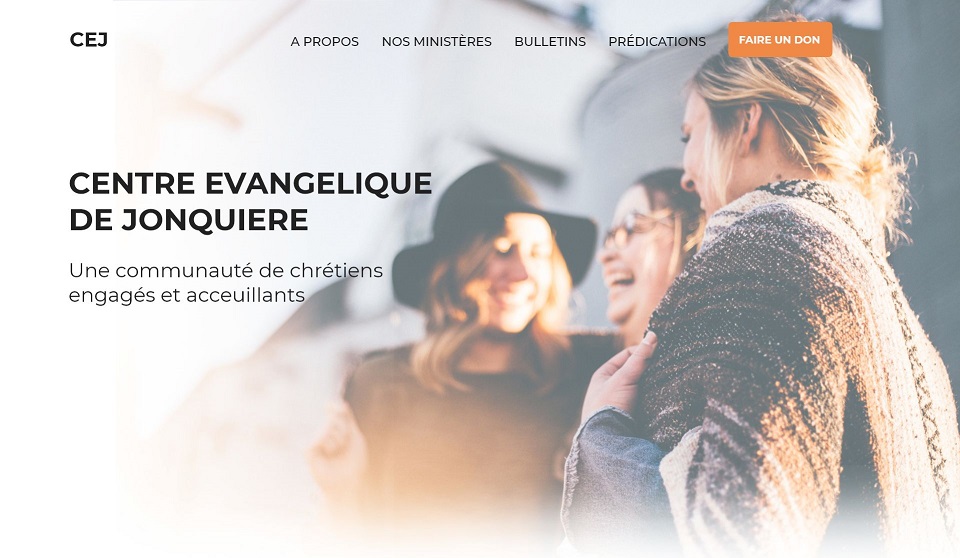 CEJ
A PROPOS NOS MINISTÈRES BULLETINS PRÉDICATIONS FAIRE UN DON
CENTRE EVANGELIQUE
DE JONQUIERE
Une communauté de chrétiens
engagés et acceuillants